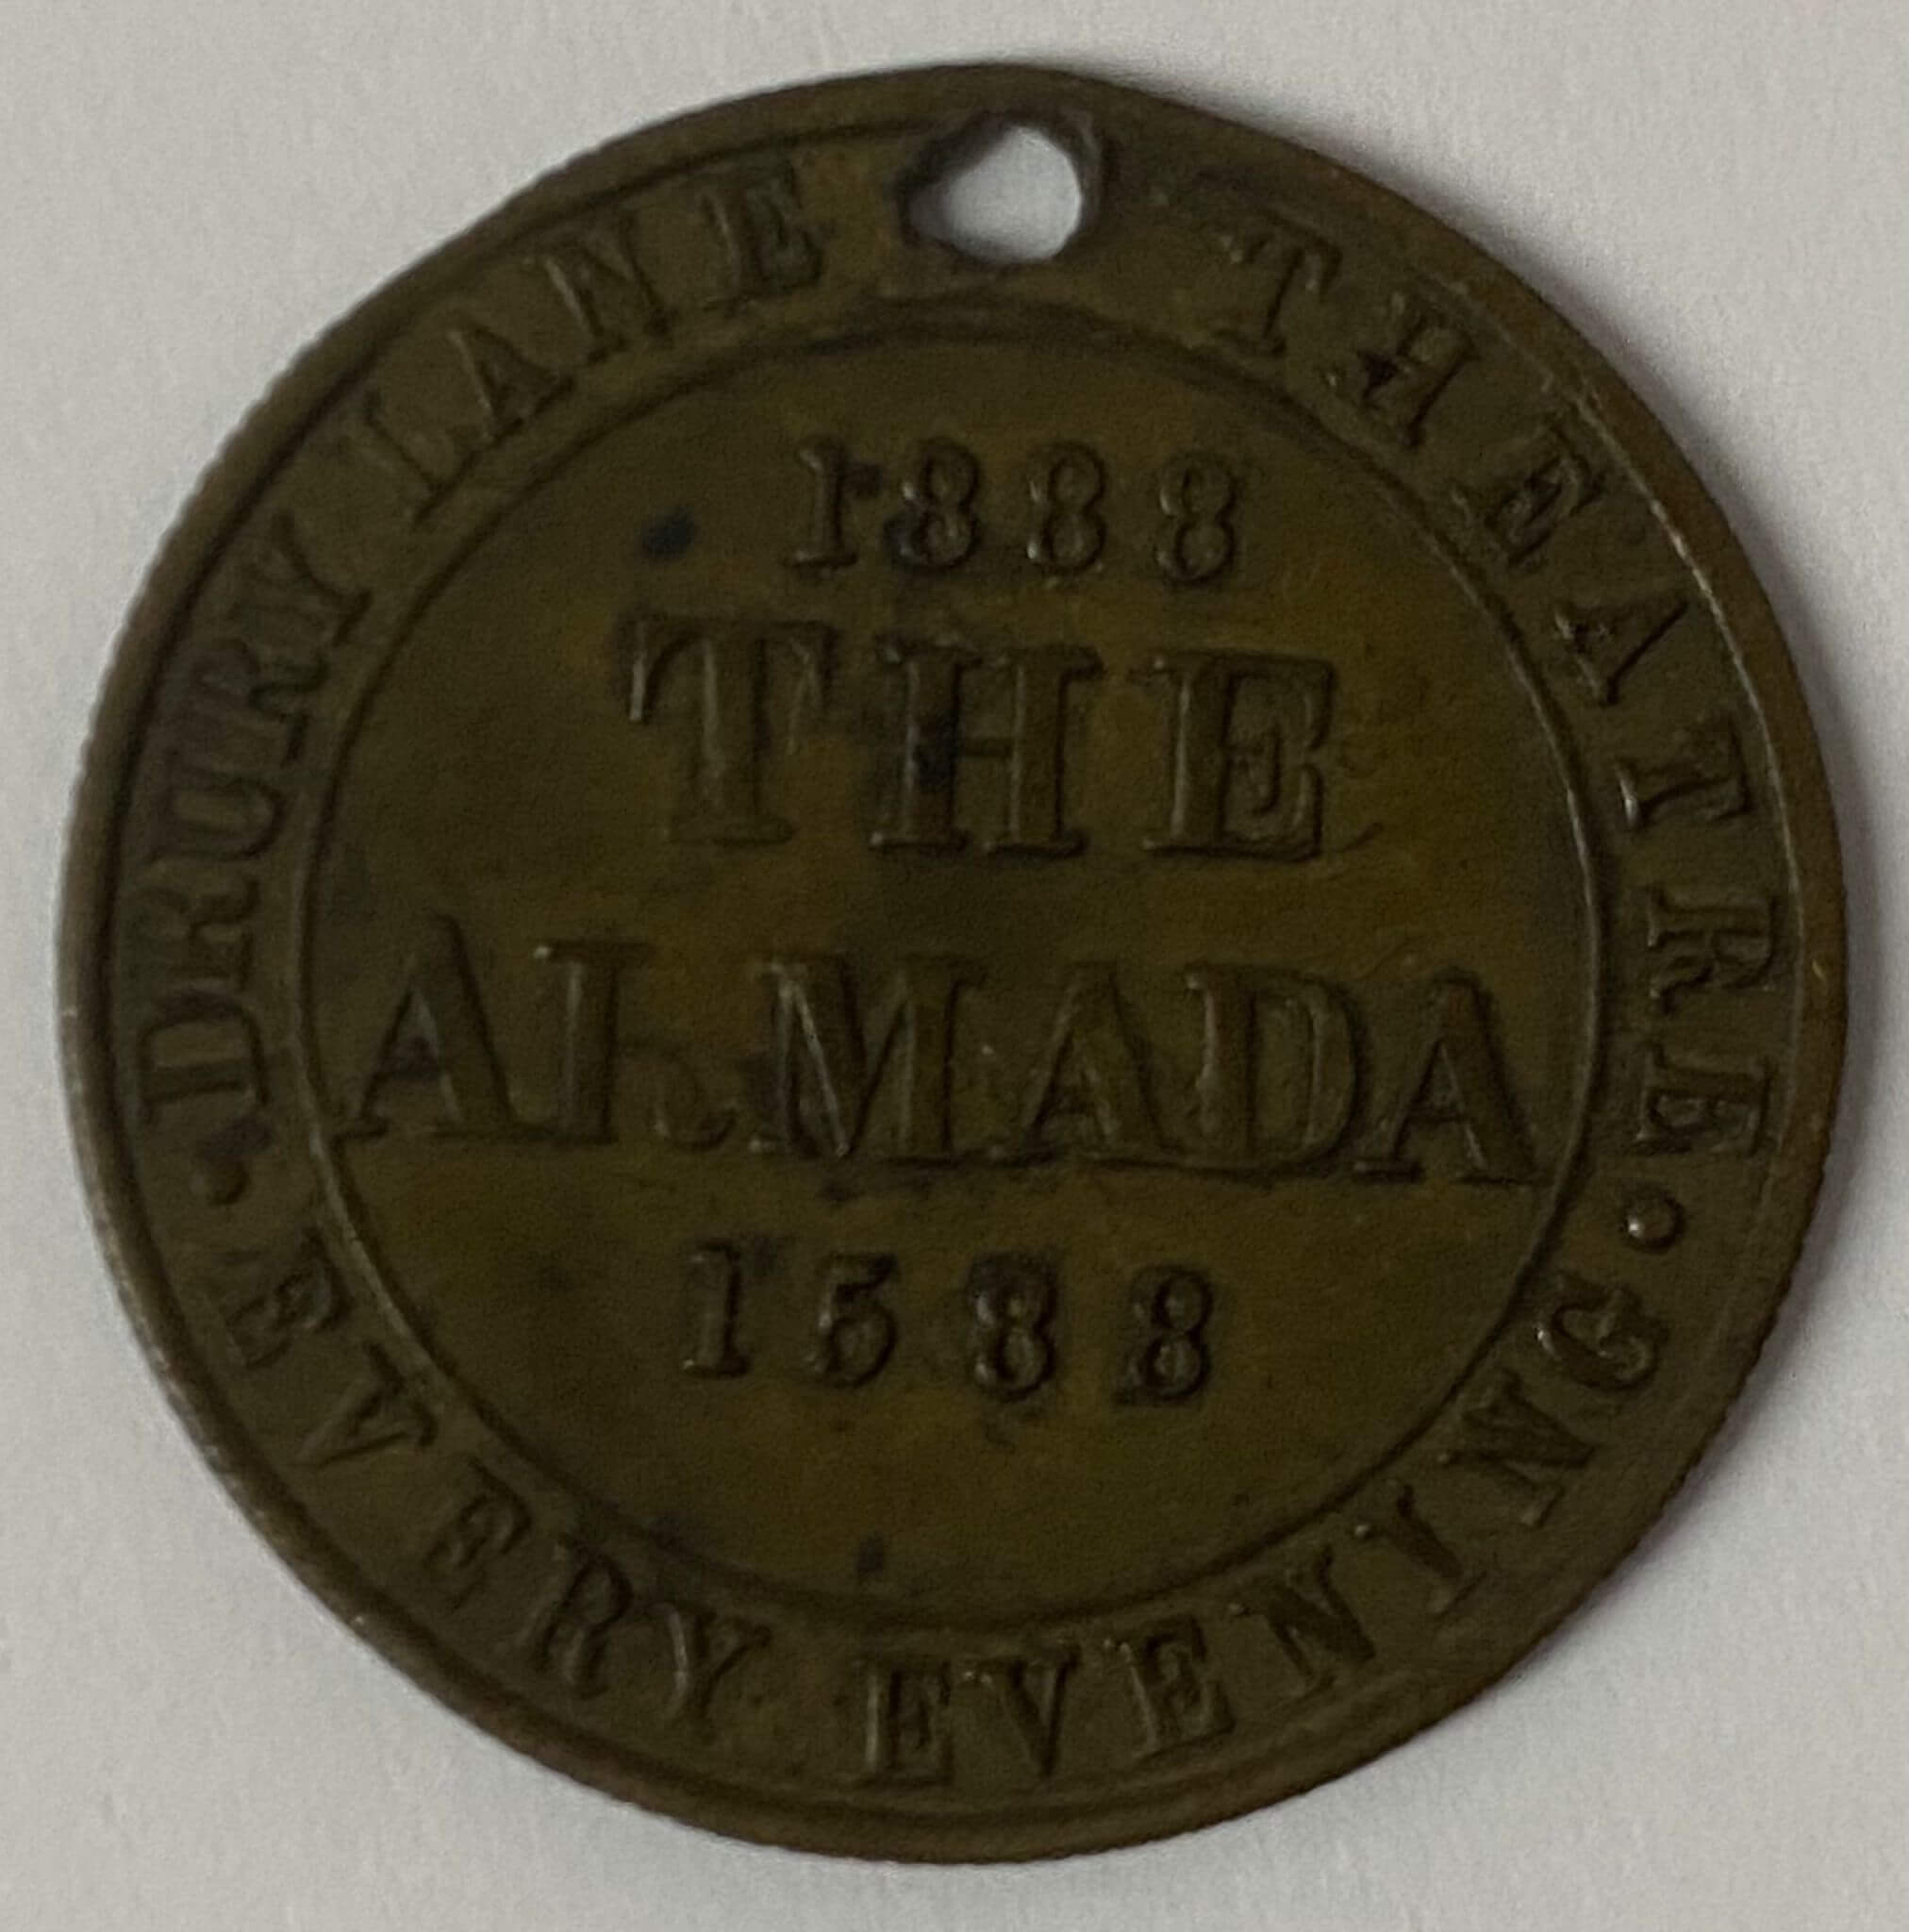 DRURY LANE THEATRE
1888
THE
ARMADA
1588
• EVERY EVENING •